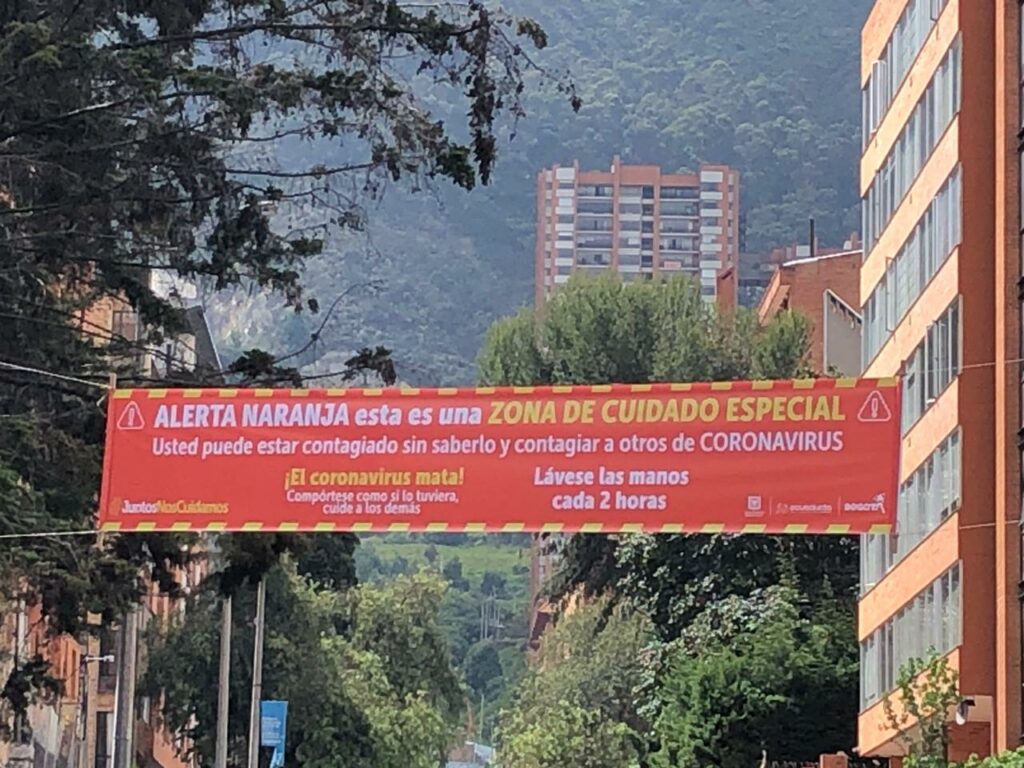 ALERTA NARANJA esta es una ZONA DE CUIDADO ESPECIAL
Usted puede estar contagiado sin saberlo y contagiar a otros de CORONAVIRUS
¡El coronavirus mata!
Compórtese como si lo tuviera,
cuide a los demás
Lávese las manos
cada 2 horas
JuntosNosCuidamos
acueducto
BOGOTÁ